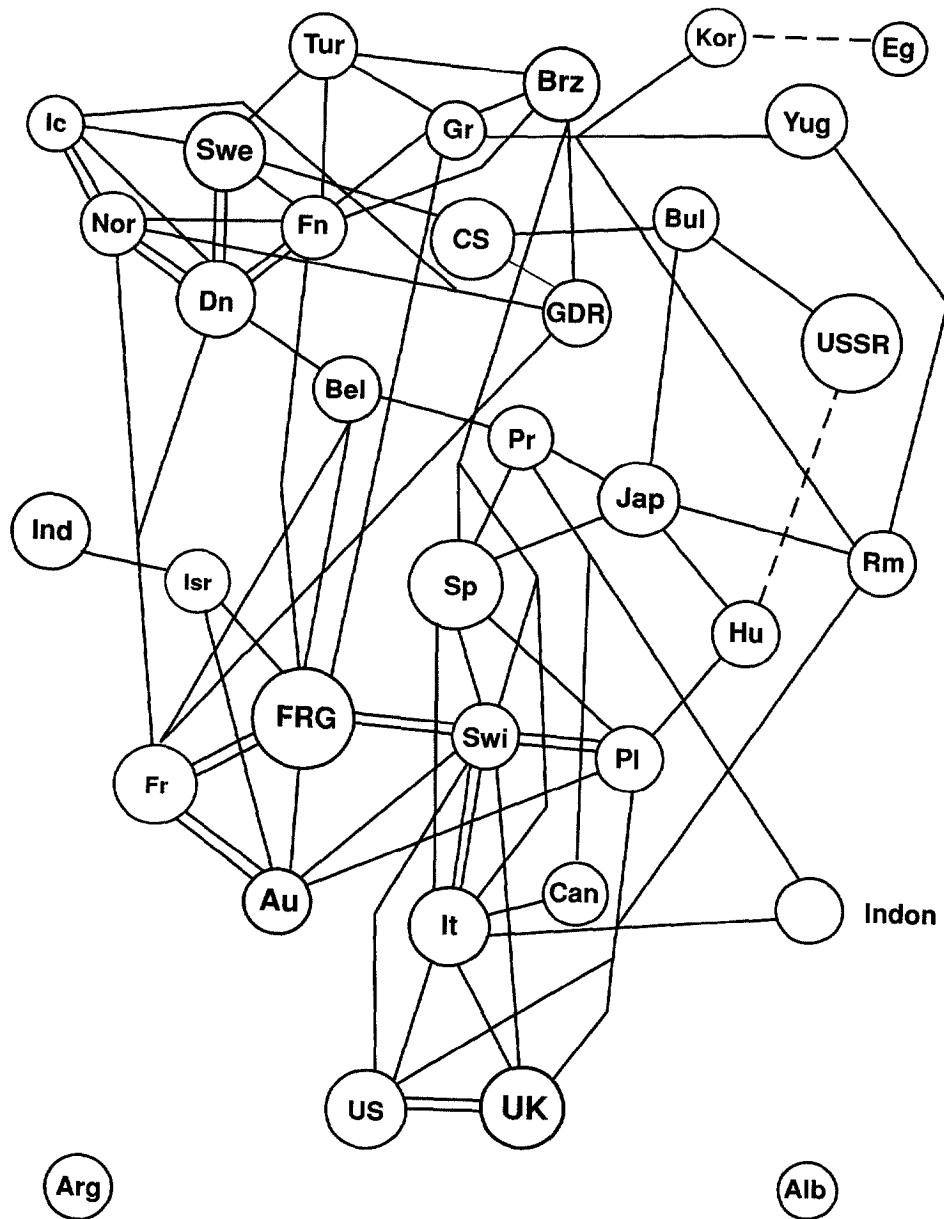 Tur
Kor
Eg
Brz
Ic
Swe
Gr
Yug
Nor
Fn
CS
Bul
Dn
GDR
USSR
Bel
Pr
Jap
Ind
Isr
Sp
Rm
Hu
FRG
Swi
Pl
Fr
Au
It
Can
Indon
US
UK
Arg
Alb